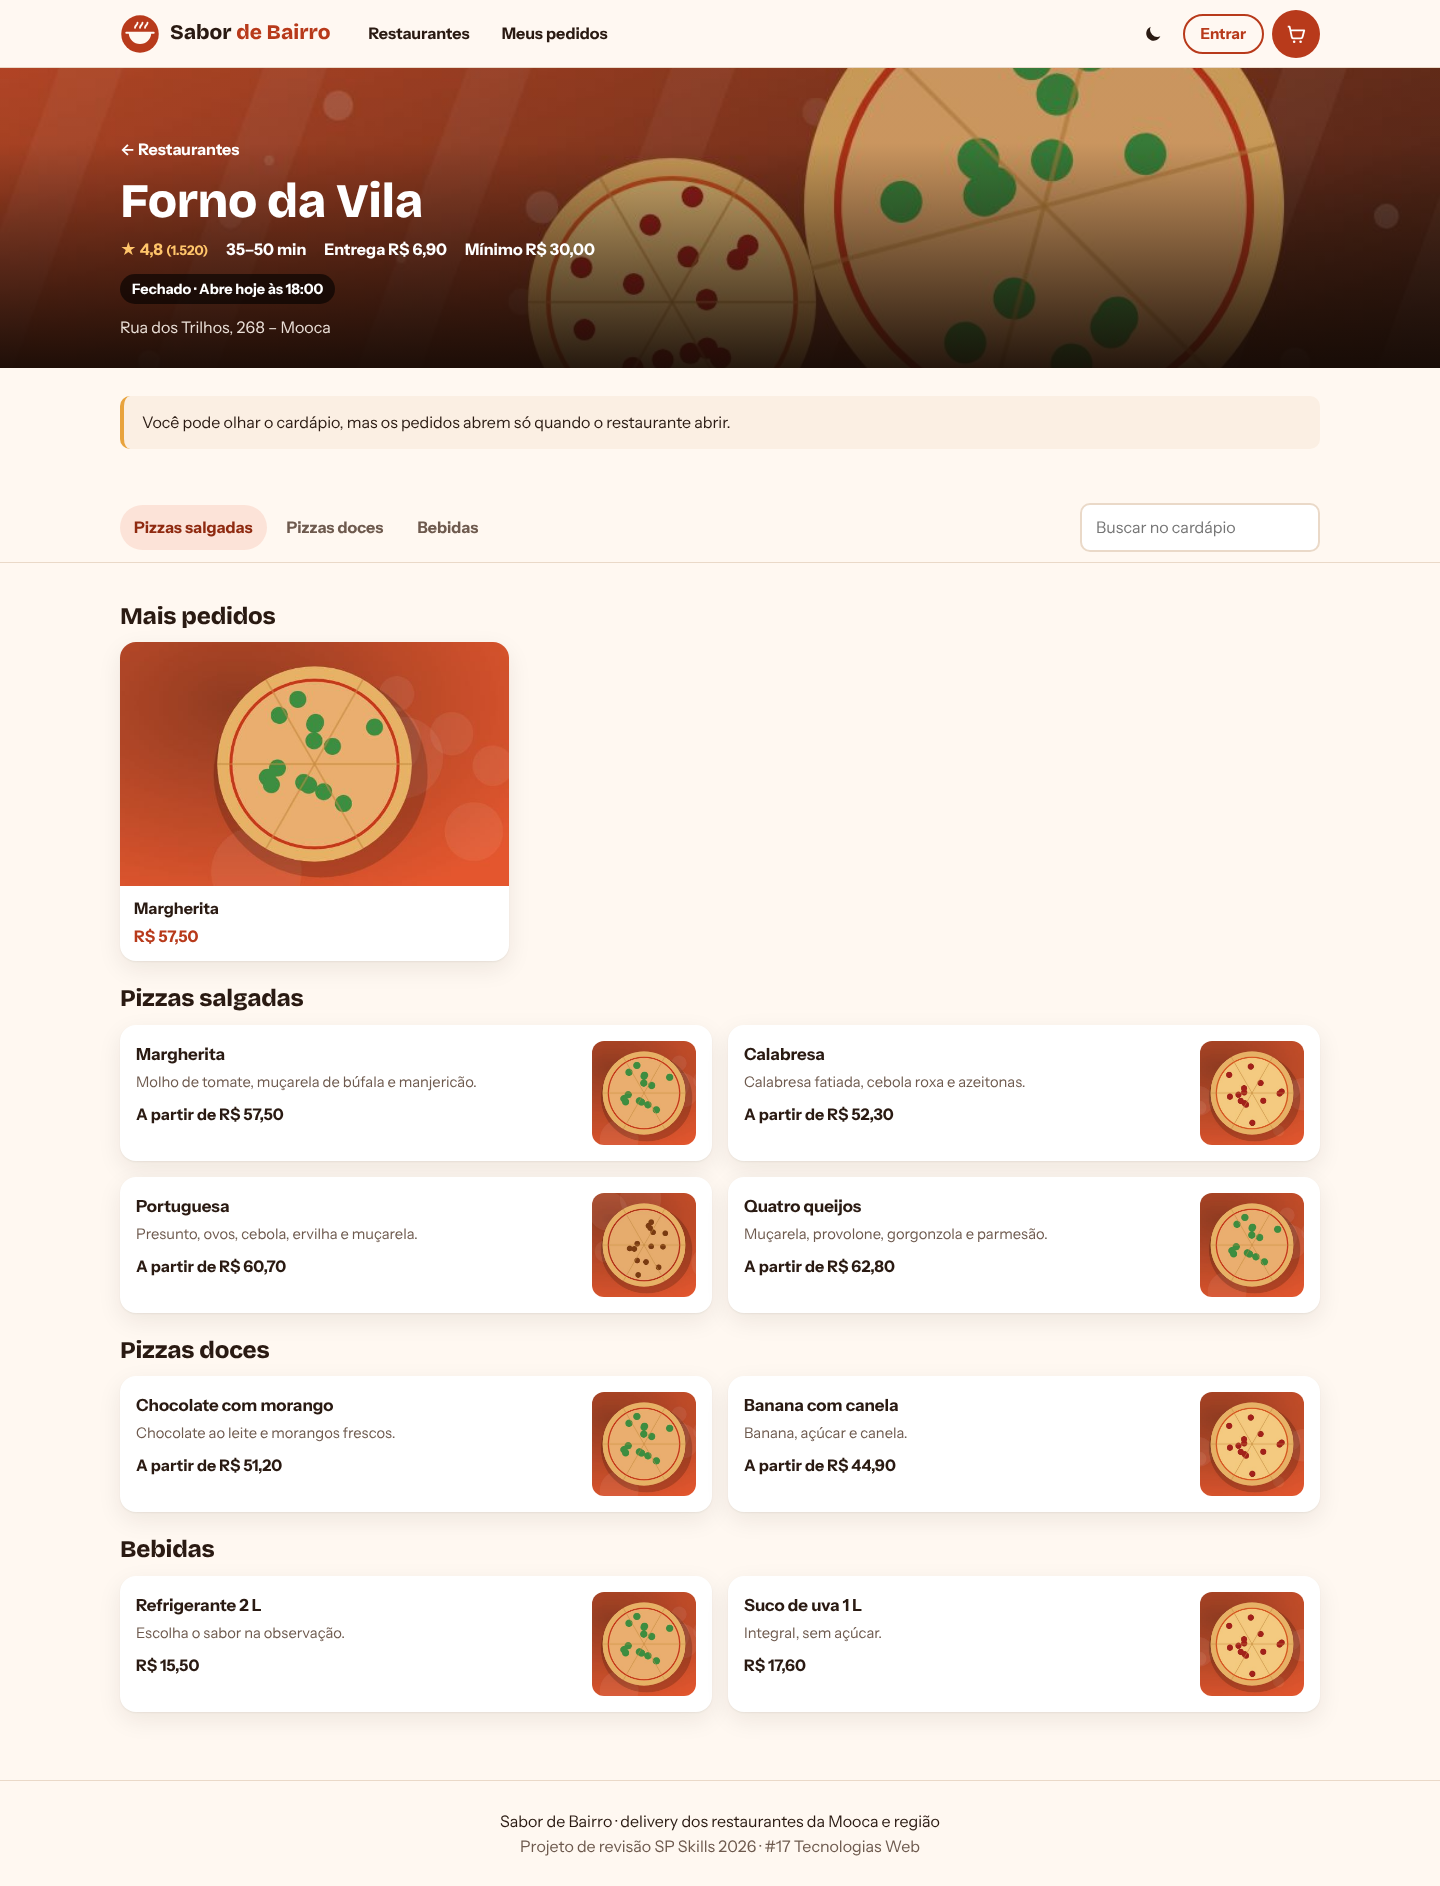 Sabor de Bairro
Restaurantes
Meus pedidos
Entrar
← Restaurantes
Forno da Vila
★ 4,8 (1.520) 35–50 min Entrega R$ 6,90 Mínimo R$ 30,00
Fechado · Abre hoje às 18:00
Rua dos Trilhos, 268 – Mooca
Você pode olhar o cardápio, mas os pedidos abrem só quando o restaurante abrir.
Pizzas salgadas
Pizzas doces
Bebidas
Buscar no cardápio
Mais pedidos
Margherita
R$ 57,50
Pizzas salgadas
Margherita
Molho de tomate, muçarela de búfala e manjericão.
A partir de R$ 57,50
Calabresa
Calabresa fatiada, cebola roxa e azeitonas.
A partir de R$ 52,30
Portuguesa
Presunto, ovos, cebola, ervilha e muçarela.
A partir de R$ 60,70
Quatro queijos
Muçarela, provolone, gorgonzola e parmesão.
A partir de R$ 62,80
Pizzas doces
Chocolate com morango
Chocolate ao leite e morangos frescos.
A partir de R$ 51,20
Banana com canela
Banana, açúcar e canela.
A partir de R$ 44,90
Bebidas
Refrigerante 2 L
Escolha o sabor na observação.
R$ 15,50
Suco de uva 1 L
Integral, sem açúcar.
R$ 17,60
Sabor de Bairro · delivery dos restaurantes da Mooca e região
Projeto de revisão SP Skills 2026 · #17 Tecnologias Web